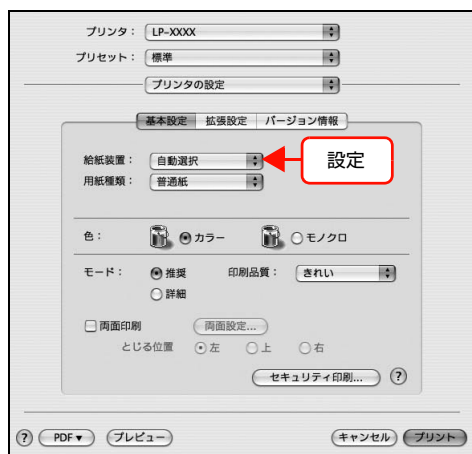 プリンタ： LP-XXXX
プリセット： 標準
プリンタの設定
基本設定 拡張設定 バージョン情報
給紙装置： 自動選択 設定
用紙種類： 普通紙
色： カラー モノクロ
モード： 推奨 印刷品質： きれい
詳細
両面印刷 両面設定...
とじる位置 左 上 右
セキュリティ印刷... ?
? PDF▼ プレビュー キャンセル プリント